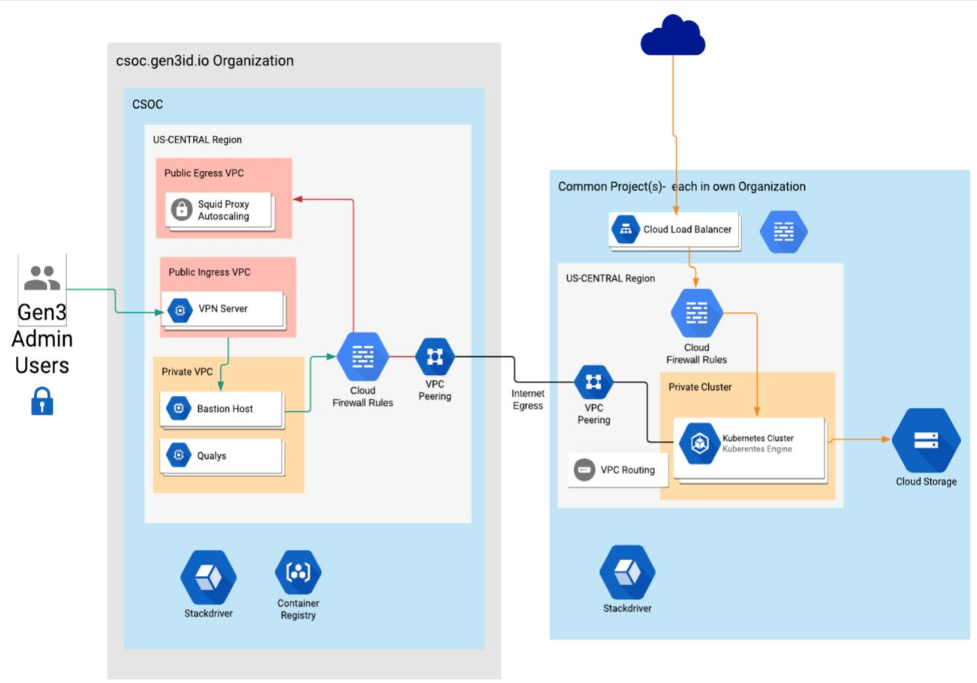 csoc.gen3id.io Organization
CSOC
US-CENTRAL Region
Public Egress VPC
Squid Proxy
Autoscaling
Public Ingress VPC
VPN Server
Gen3
Admin
Users
Private VPC
Bastion Host
Qualys
Cloud
Firewall Rules
VPC
Peering
Stackdriver
Container
Registry
Internet
Egress
Common Project(s)- each in own Organization
Cloud Load Balancer
US-CENTRAL Region
Cloud
Firewall Rules
VPC
Peering
Private Cluster
Kubernetes Cluster
Kuberentes Engine
VPC Routing
Cloud Storage
Stackdriver